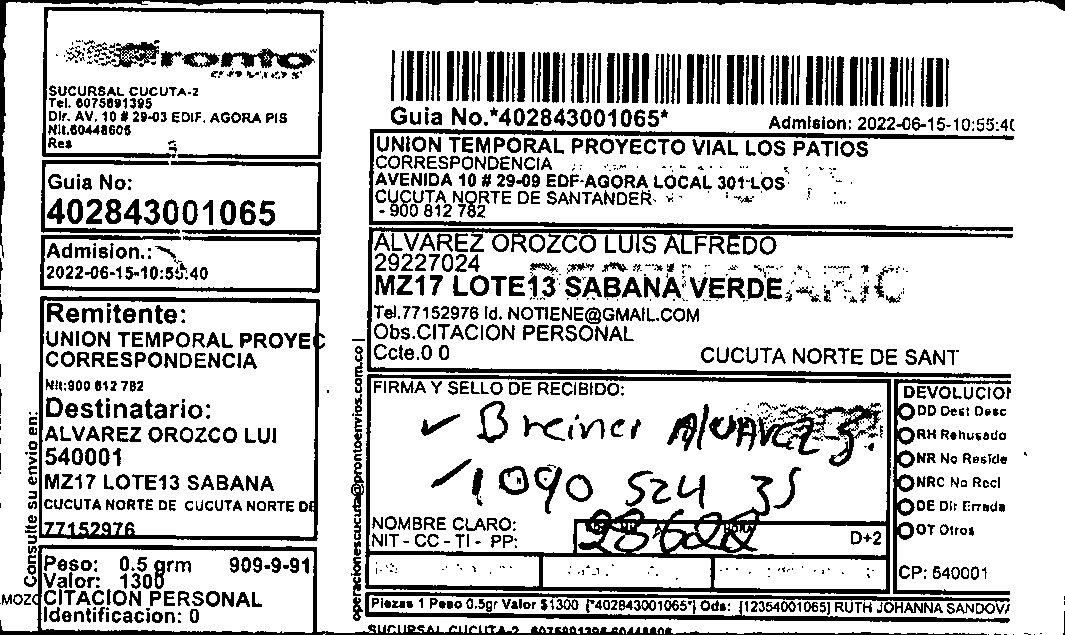 Pronto
envios
SUCURSAL CUCUTA-2
Tel. 6075891395
Dir. AV. 10 # 29-03 EDIF. AGORA PIS
Nit.60448606
Res
Guia No:
402843001065
Admision.:
2022-06-15-10:55:40
Remitente:
UNION TEMPORAL PROYEC
CORRESPONDENCIA
Nit:900 812 782
Destinatario:
ALVAREZ OROZCO LUI
540001
MZ17 LOTE13 SABANA
CUCUTA NORTE DE CUCUTA NORTE DE
77152976
Peso: 0.5 grm 909-9-91
Valor: 1300
CITACION PERSONAL
Identificacion: 0
Consulte su envio en:
operacionescucuta@prontoenvios.com.co |
Guia No.*402843001065*
Admision: 2022-06-15-10:55:40
UNION TEMPORAL PROYECTO VIAL LOS PATIOS
CORRESPONDENCIA
AVENIDA 10 # 29-09 EDF-AGORA LOCAL 301-LOS
CUCUTA NORTE DE SANTANDER
- 900 812 782
ALVAREZ OROZCO LUIS ALFREDO
29227024
DESTINATARIO
MZ17 LOTE13 SABANA VERDE
Tel.77152976 Id. NOTIENE@GMAIL.COM
Obs.CITACION PERSONAL
Ccte.0 0
CUCUTA NORTE DE SANT
FIRMA Y SELLO DE RECIBIDO:
Breiner Alvarez S.
1090 524 35
NOMBRE CLARO:
NIT - CC - TI - PP:
D+2
DEVOLUCION
DD Dest Desc
RH Rehusado
NR No Reside
NRC No Recl
DE Dir Errada
OT Otros
CP: 540001
Piezas 1 Peso 0.5gr Valor $1300 [*402843001065*] Ods: [12354001065] RUTH JOHANNA SANDOVA
SUCURSAL CUCUTA-2 6075891395 60448606